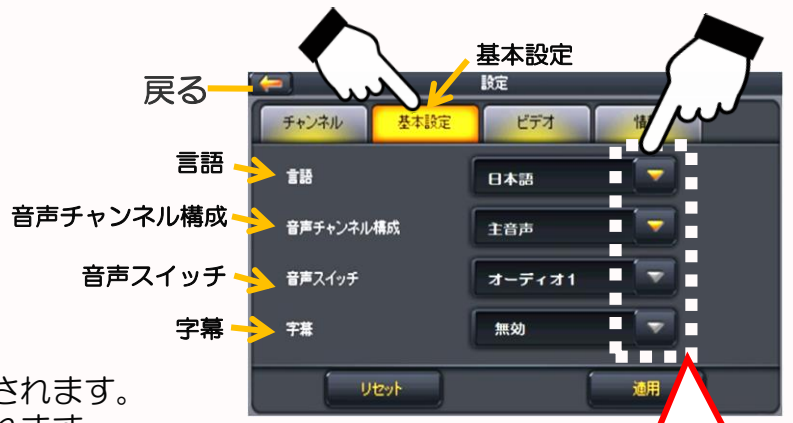 基本設定
戻る
設定
チャンネル
基本設定
ビデオ
言語
言語
日本語
音声チャンネル構成
音声チャンネル構成
主音声
音声スイッチ
音声スイッチ
オーディオ1
字幕
字幕
無効
されます。
リセット
適用
れます